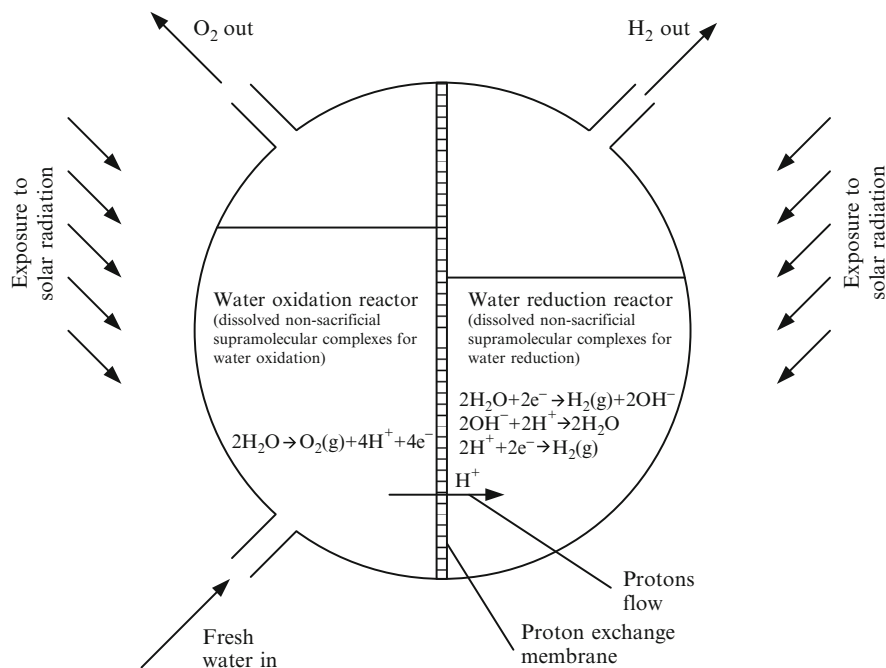 O₂ out
H₂ out
Exposure to
solar radiation
Exposure to
solar radiation
Water oxidation reactor
(dissolved non-sacrificial
supramolecular complexes for
water oxidation)
2H₂O→O₂(g)+4H⁺+4e⁻
Water reduction reactor
(dissolved non-sacrificial
supramolecular complexes for
water reduction)
2H₂O+2e⁻→H₂(g)+2OH⁻
2OH⁻+2H⁺→2H₂O
2H⁺+2e⁻→H₂(g)
H⁺
Protons
flow
Proton exchange
membrane
Fresh
water in